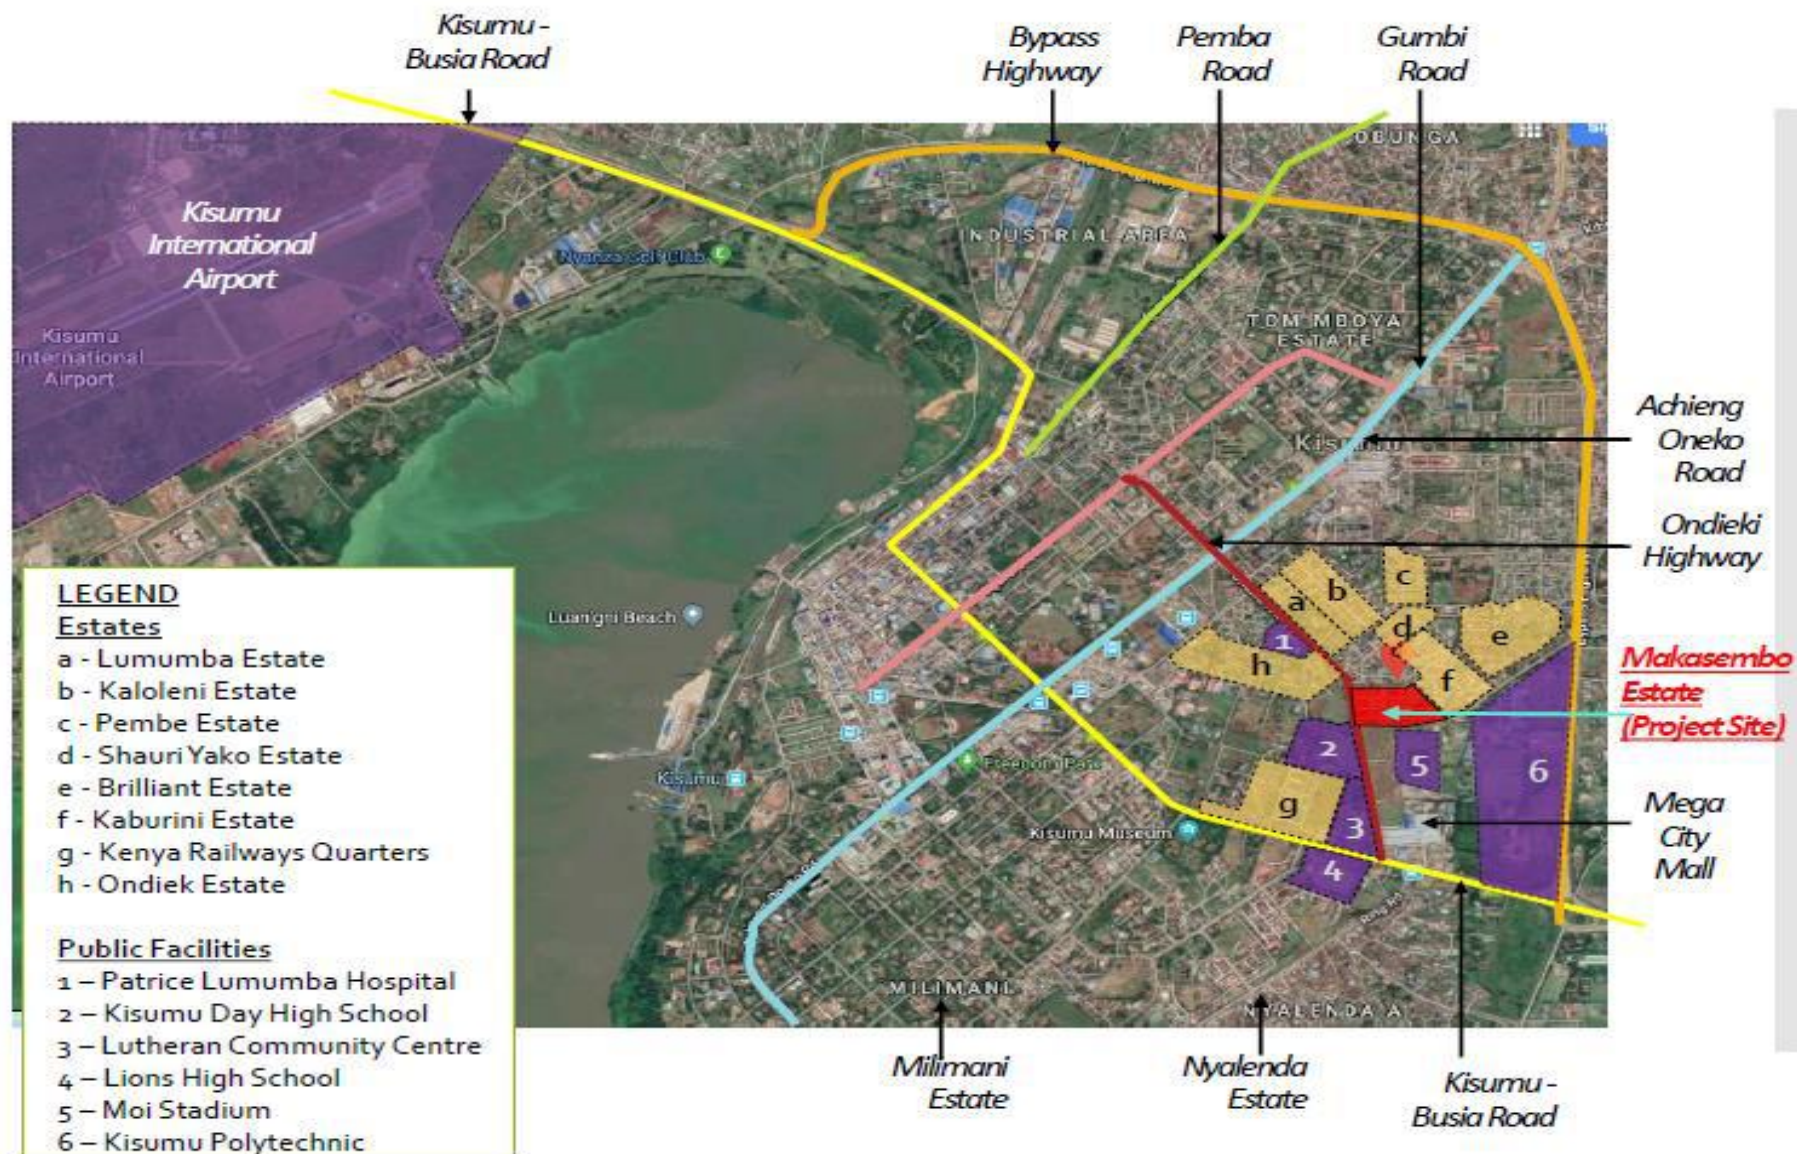 Kisumu -
Busia Road
Bypass
Highway
Pemba
Road
Gumbi
Road
OBUNGA
Kisumu
International
Airport
INDUSTRIAL AREA
Nyanza Golf Club
Kisumu
International
Airport
TOM MBOYA
ESTATE
Achieng
Oneko
Road
Kisumu
Ondieki
Highway
LEGEND
Estates
a - Lumumba Estate
b - Kaloleni Estate
c - Pembe Estate
d - Shauri Yako Estate
e - Brilliant Estate
f - Kaburini Estate
g - Kenya Railways Quarters
h - Ondiek Estate
Public Facilities
1 – Patrice Lumumba Hospital
2 – Kisumu Day High School
3 – Lutheran Community Centre
4 – Lions High School
5 – Moi Stadium
6 – Kisumu Polytechnic
Luangni Beach
a
b
c
d
e
f
g
h
1
2
3
4
5
6
Makasembo
Estate
(Project Site)
Kisumu
Freedom Park
Kisumu Museum
Mega
City
Mall
Ring Rd
MILIMANI
NYALENDA A
Milimani
Estate
Nyalenda
Estate
Kisumu -
Busia Road